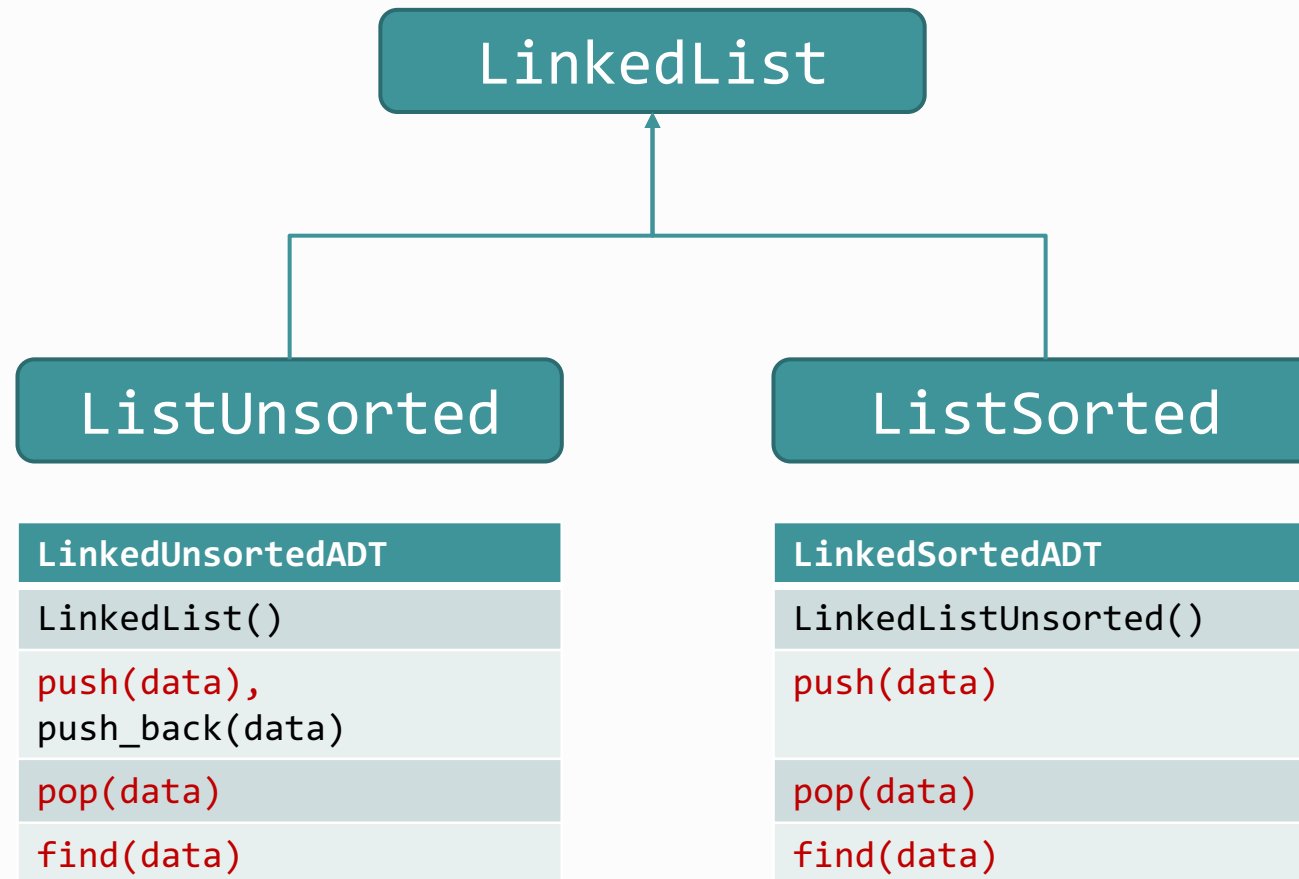 LinkedList
ListUnsorted
ListSorted
LinkedUnsortedADT
LinkedList()
push(data),
push_back(data)
pop(data)
find(data)
LinkedSortedADT
LinkedListUnsorted()
push(data)
pop(data)
find(data)